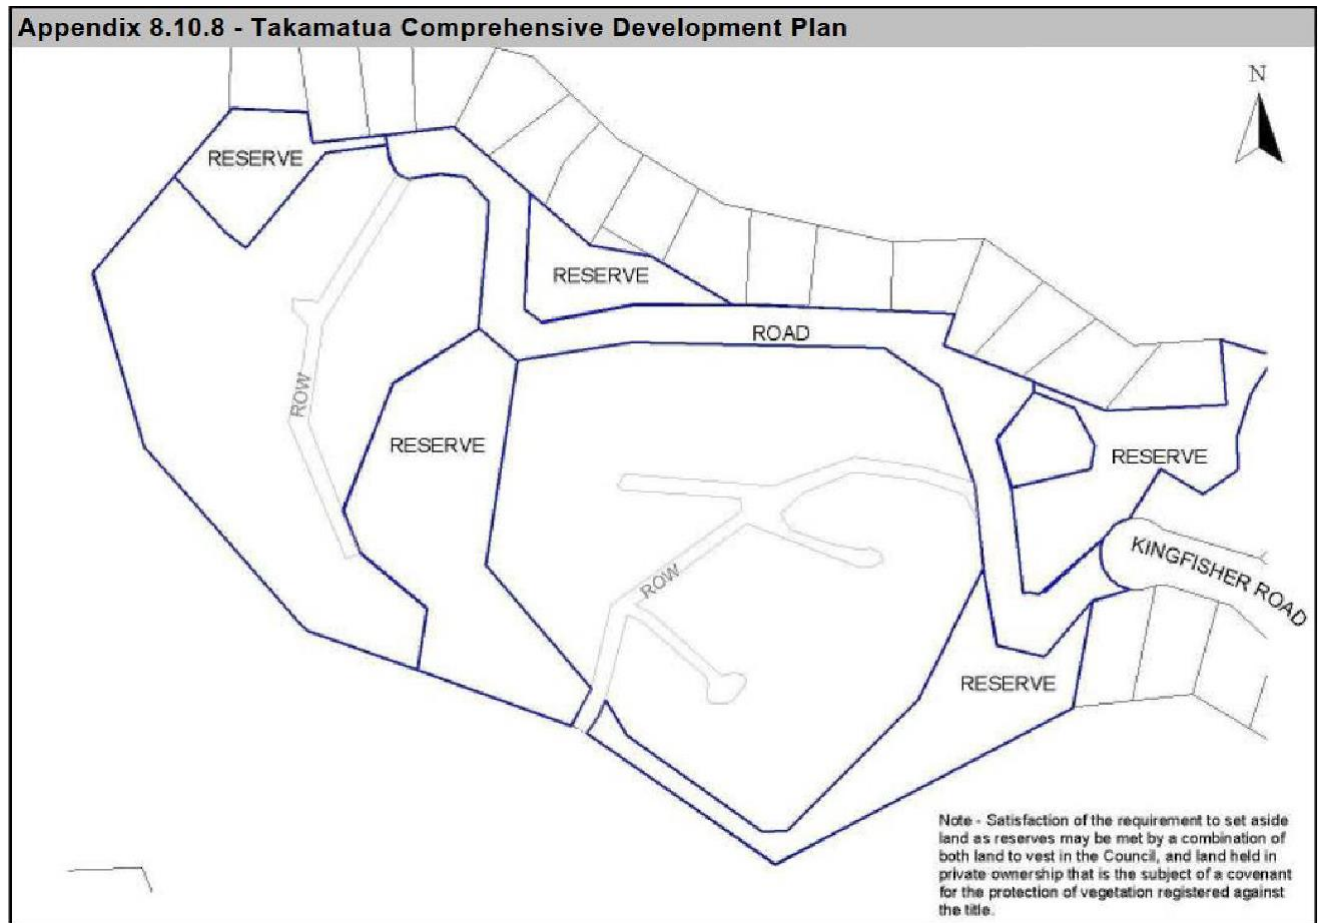 Appendix 8.10.8 - Takamatua Comprehensive Development Plan
N
RESERVE
RESERVE
ROAD
ROW
RESERVE
RESERVE
KINGFISHER ROAD
ROW
RESERVE
Note - Satisfaction of the requirement to set aside
land as reserves may be met by a combination of
both land to vest in the Council, and land held in
private ownership that is the subject of a covenant
for the protection of vegetation registered against
the title.